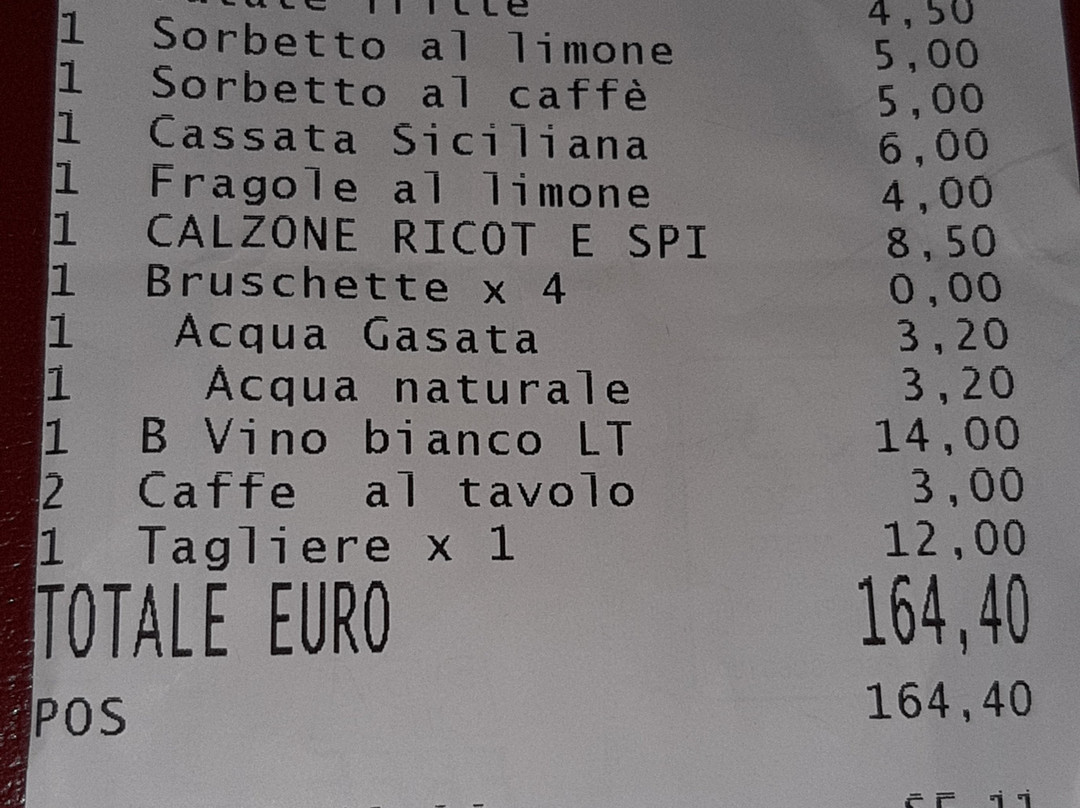 4,50
1 Sorbetto al limone 5,00
1 Sorbetto al caffè 5,00
1 Cassata Siciliana 6,00
1 Fragole al limone 4,00
1 CALZONE RICOT E SPI 8,50
1 Bruschette x 4 0,00
1 Acqua Gasata 3,20
1 Acqua naturale 3,20
1 B Vino bianco LT 14,00
2 Caffe al tavolo 3,00
1 Tagliere x 1 12,00
TOTALE EURO 164,40
POS 164,40